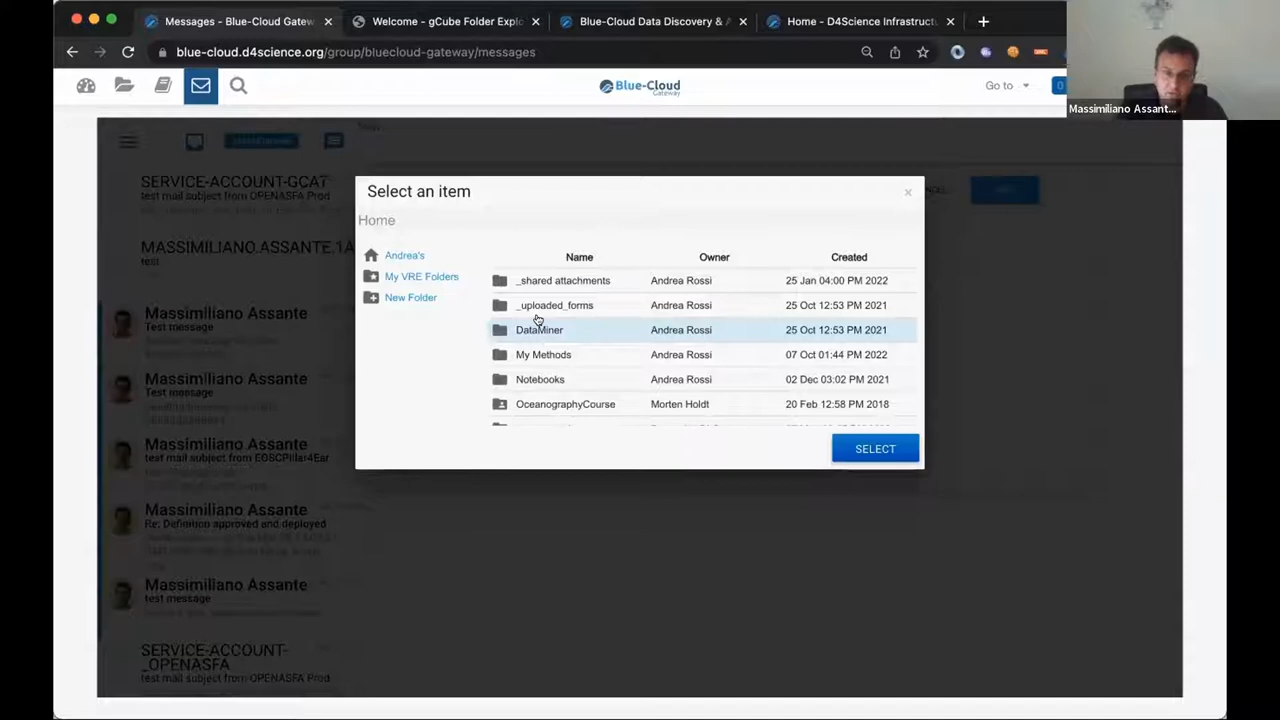 Messages - Blue-Cloud Gatew
Welcome - gCube Folder Explo
Blue-Cloud Data Discovery & A
Home - D4Science Infrastruct
blue-cloud.d4science.org/group/bluecloud-gateway/messages
Blue-Cloud
Gateway
Go to
Massimiliano Assant...
SERVICE-ACCOUNT-GCAT
test mail subject from OPENASFA Prod
MASSIMILIANO.ASSANTE.1A
test
Massimiliano Assante
Test message
Massimiliano Assante
Test message
Massimiliano Assante
test mail subject from EGSCPillar4Ear
Massimiliano Assante
Re: Definition approved and deployed
Massimiliano Assante
test message
SERVICE-ACCOUNT-
_OPENASFA
test mail subject from OPENASFA Prod
Select an item
×
Home
Andrea's
My VRE Folders
New Folder
Name Owner Created
_shared attachments Andrea Rossi 25 Jan 04:00 PM 2022
_uploaded_forms Andrea Rossi 25 Oct 12:53 PM 2021
DataMiner Andrea Rossi 25 Oct 12:53 PM 2021
My Methods Andrea Rossi 07 Oct 01:44 PM 2022
Notebooks Andrea Rossi 02 Dec 03:02 PM 2021
OceanographyCourse Morten Holdt 20 Feb 12:58 PM 2018
SELECT